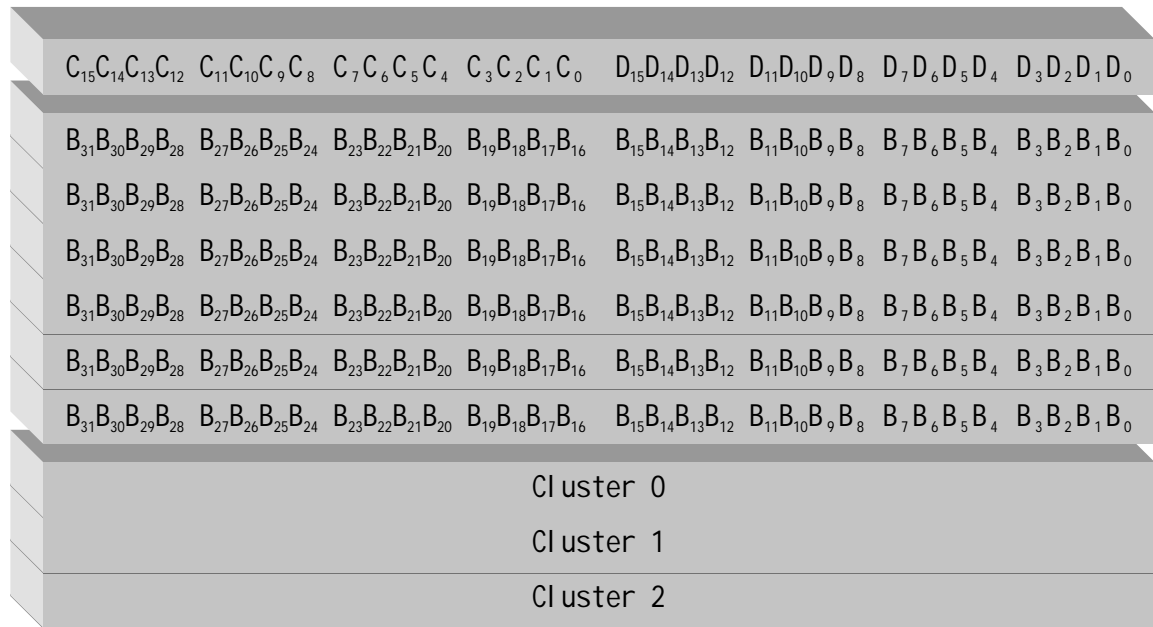 C₁₅C₁₄C₁₃C₁₂ C₁₁C₁₀C₉C₈ C₇C₆C₅C₄ C₃C₂C₁C₀ D₁₅D₁₄D₁₃D₁₂ D₁₁D₁₀D₉D₈ D₇D₆D₅D₄ D₃D₂D₁D₀
B₃₁B₃₀B₂₉B₂₈ B₂₇B₂₆B₂₅B₂₄ B₂₃B₂₂B₂₁B₂₀ B₁₉B₁₈B₁₇B₁₆ B₁₅B₁₄B₁₃B₁₂ B₁₁B₁₀B₉B₈ B₇B₆B₅B₄ B₃B₂B₁B₀
B₃₁B₃₀B₂₉B₂₈ B₂₇B₂₆B₂₅B₂₄ B₂₃B₂₂B₂₁B₂₀ B₁₉B₁₈B₁₇B₁₆ B₁₅B₁₄B₁₃B₁₂ B₁₁B₁₀B₉B₈ B₇B₆B₅B₄ B₃B₂B₁B₀
B₃₁B₃₀B₂₉B₂₈ B₂₇B₂₆B₂₅B₂₄ B₂₃B₂₂B₂₁B₂₀ B₁₉B₁₈B₁₇B₁₆ B₁₅B₁₄B₁₃B₁₂ B₁₁B₁₀B₉B₈ B₇B₆B₅B₄ B₃B₂B₁B₀
B₃₁B₃₀B₂₉B₂₈ B₂₇B₂₆B₂₅B₂₄ B₂₃B₂₂B₂₁B₂₀ B₁₉B₁₈B₁₇B₁₆ B₁₅B₁₄B₁₃B₁₂ B₁₁B₁₀B₉B₈ B₇B₆B₅B₄ B₃B₂B₁B₀
B₃₁B₃₀B₂₉B₂₈ B₂₇B₂₆B₂₅B₂₄ B₂₃B₂₂B₂₁B₂₀ B₁₉B₁₈B₁₇B₁₆ B₁₅B₁₄B₁₃B₁₂ B₁₁B₁₀B₉B₈ B₇B₆B₅B₄ B₃B₂B₁B₀
B₃₁B₃₀B₂₉B₂₈ B₂₇B₂₆B₂₅B₂₄ B₂₃B₂₂B₂₁B₂₀ B₁₉B₁₈B₁₇B₁₆ B₁₅B₁₄B₁₃B₁₂ B₁₁B₁₀B₉B₈ B₇B₆B₅B₄ B₃B₂B₁B₀
Cluster 0
Cluster 1
Cluster 2